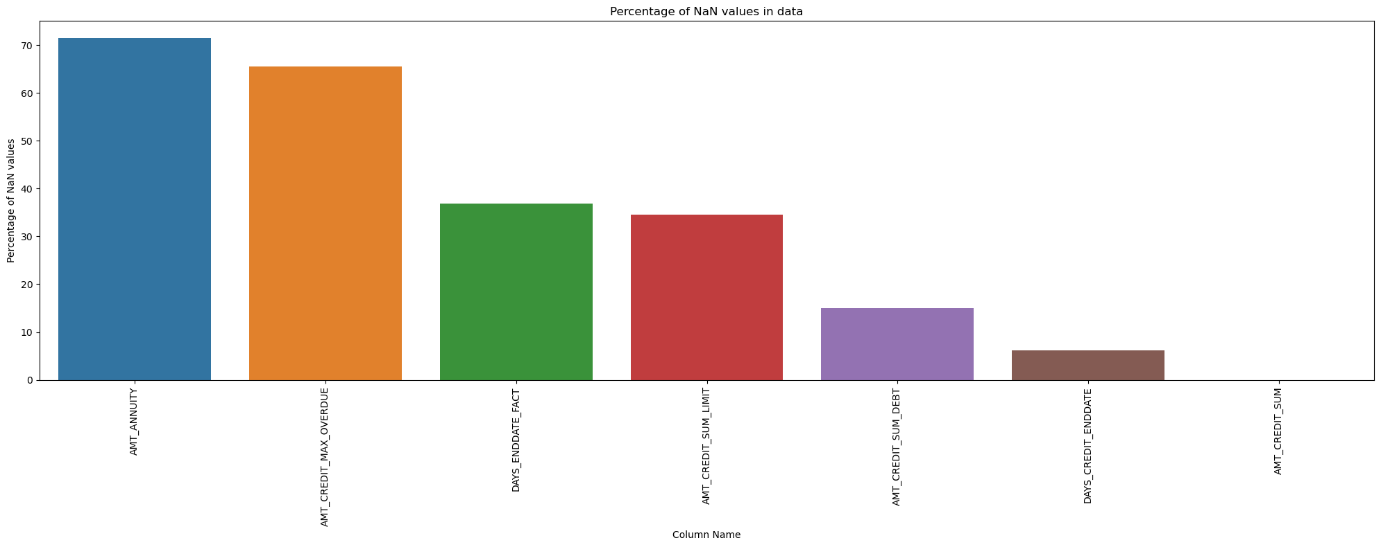 Percentage of NaN values in data
Percentage of NaN values
70
60
50
40
30
20
10
0
AMT_ANNUITY
AMT_CREDIT_MAX_OVERDUE
DAYS_ENDDATE_FACT
AMT_CREDIT_SUM_LIMIT
AMT_CREDIT_SUM_DEBT
DAYS_CREDIT_ENDDATE
AMT_CREDIT_SUM
Column Name